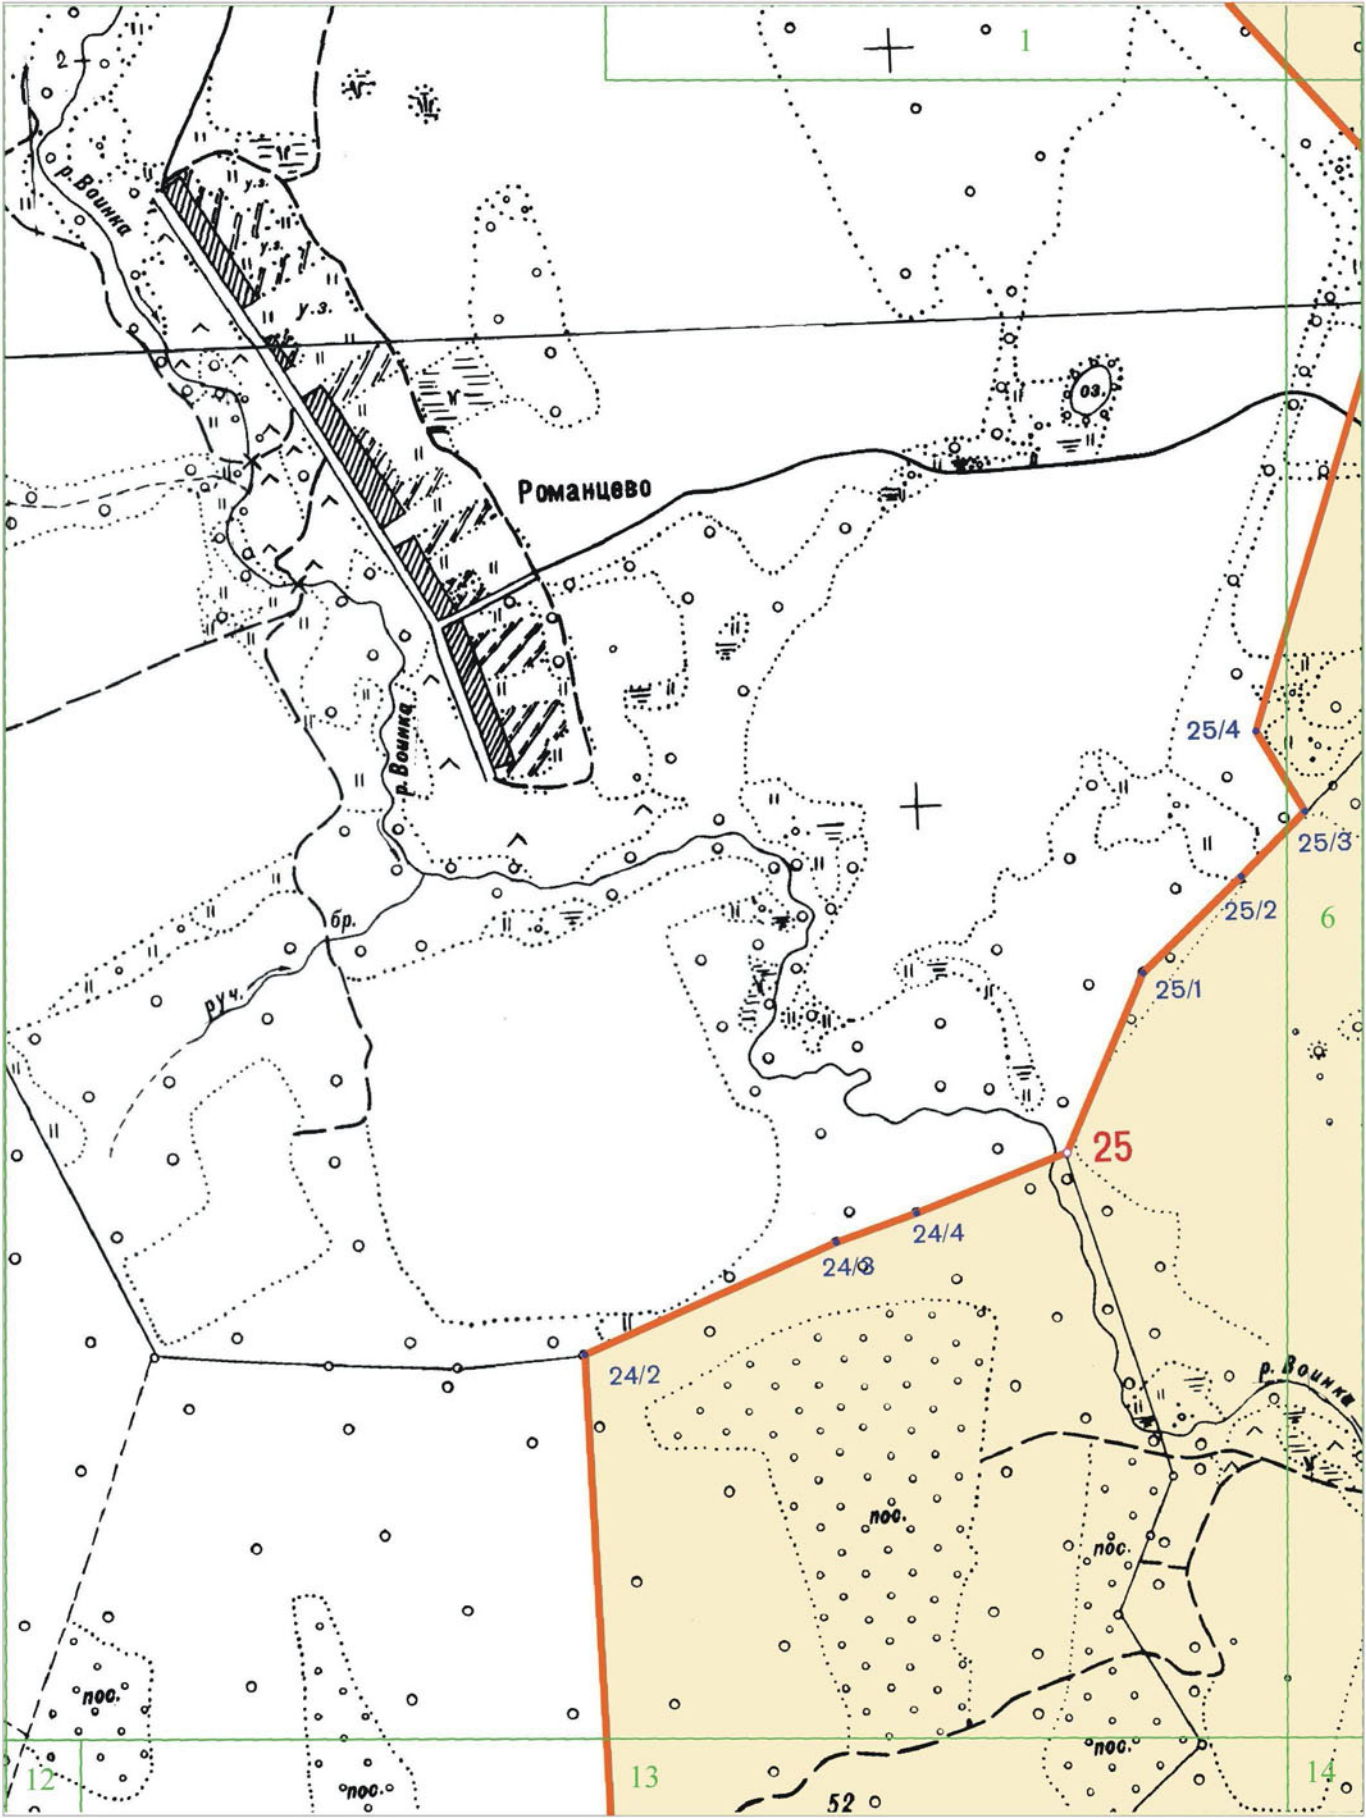 1
2
р. Воинка
у.з.
у.з.
у.з.
оз.
Романцево
25/4
р. Воинка
25/3
25/2
6
бр.
25/1
руч.
25
24/4
24/3
24/2
р. Воинка
пос.
пос.
пос.
пос.
пос.
12
13
14
52